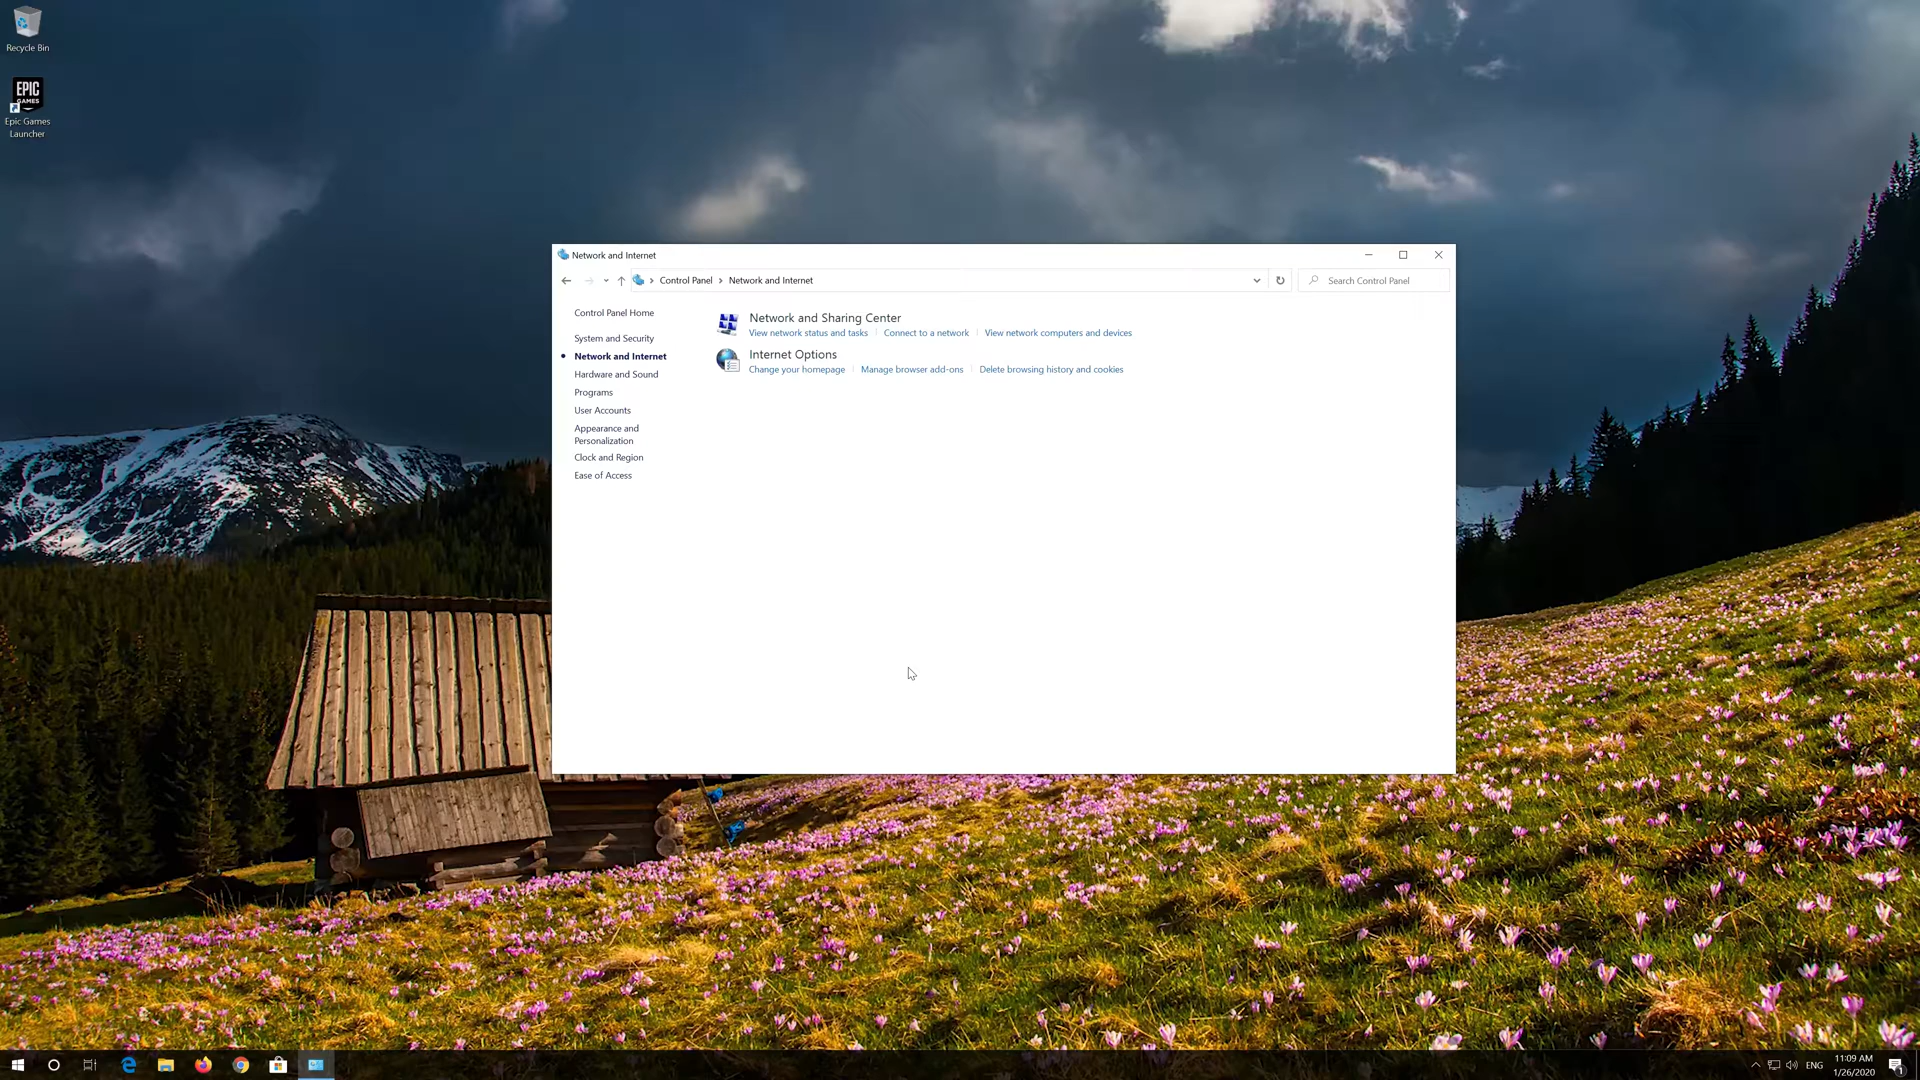 Recycle Bin
EPIC
GAMES
Epic Games
Launcher
Network and Internet
Control Panel
Network and Internet
Search Control Panel
Control Panel Home
System and Security
Network and Internet
Hardware and Sound
Programs
User Accounts
Appearance and
Personalization
Clock and Region
Ease of Access
Network and Sharing Center
View network status and tasks
Connect to a network
View network computers and devices
Internet Options
Change your homepage
Manage browser add-ons
Delete browsing history and cookies
ENG
11:09 AM
1/26/2020
1